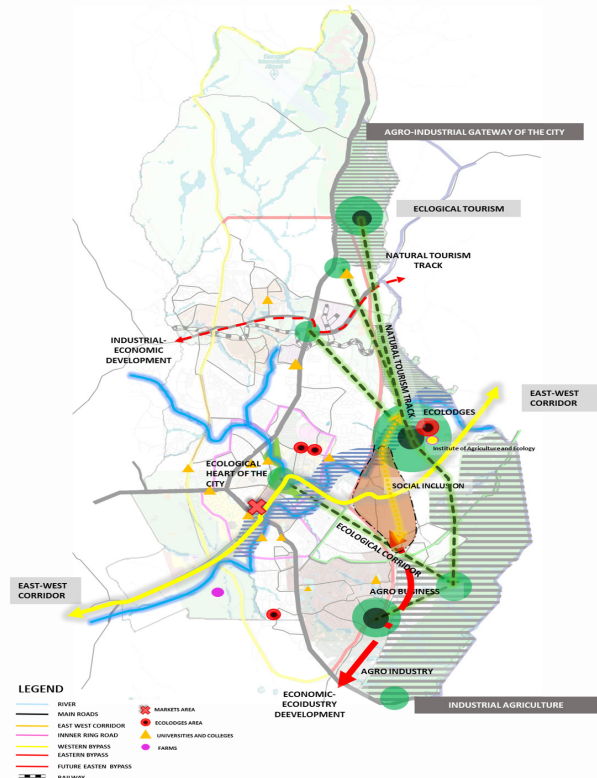 AGRO-INDUSTRIAL GATEWAY OF THE CITY
ECLOGICAL TOURISM
NATURAL TOURISM
TRACK
INDUSTRIAL-
ECONOMIC
DEVELOPMENT
NATURAL TOURISM TRACK
EAST-WEST
CORRIDOR
ECOLODGES
Institute of Agriculture and Ecology
ECOLOGICAL
HEART OF THE
CITY
SOCIAL INCLUSION
ECOLOGICAL CORRIDOR
EAST-WEST
CORRIDOR
AGRO BUSINESS
AGRO INDUSTRY
ECONOMIC-
ECOIDUSTRY
DEEVELOPMENT
INDUSTRIAL AGRICULTURE
LEGEND
RIVER
MAIN ROADS
EAST WEST CORRIDOR
INNNER RING ROAD
WESTERN BYPASS
EASTERN BYPASS
FUTURE EASTEN BYPASS
RAILWAY
MARKETS AREA
ECOLODGES AREA
UNIVERSITIES AND COLLEGES
FARMS